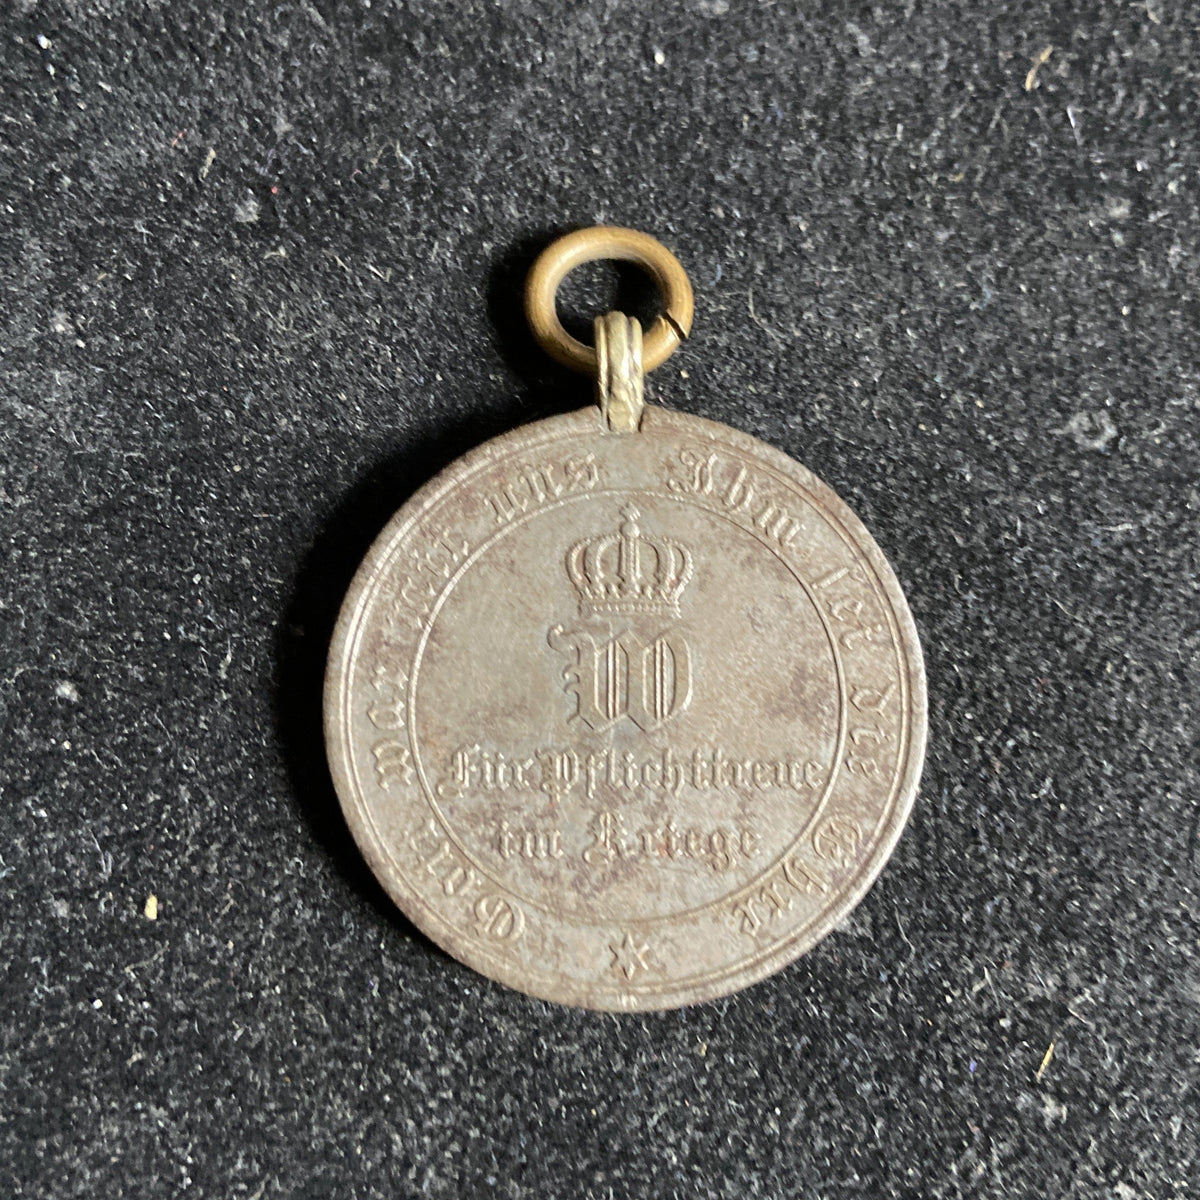 Gott war mit uns Ihm sei die Ehre
W
Für Pflichttreue
im Kriege